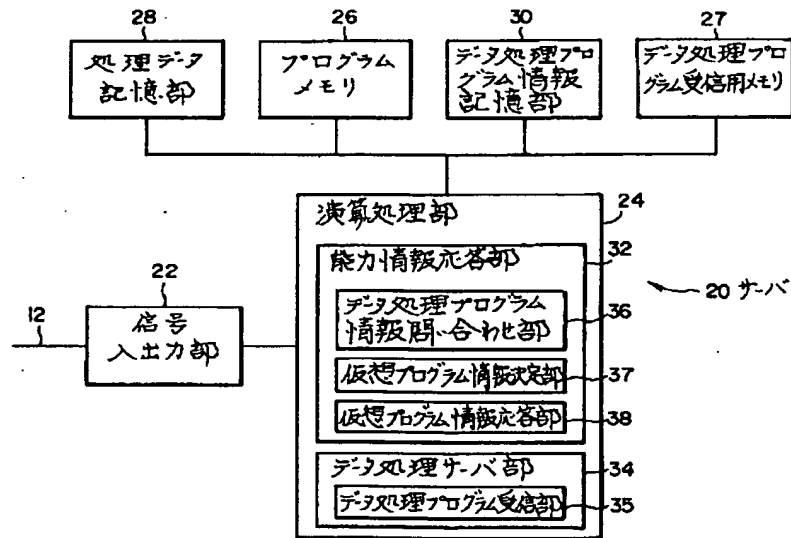 28
26
30
27
処理データ
記憶部
プログラム
メモリ
データ処理プロ
グラム情報
記憶部
データ処理プロ
グラム受信用メモリ
24
演算処理部
32
能力情報応答部
20 サーバ
22
信号
入出力部
12
36
データ処理プログラム
情報問い合わせ部
37
仮想プログラム情報決定部
38
仮想プログラム情報応答部
34
データ処理サーバ部
35
データ処理プログラム受信部